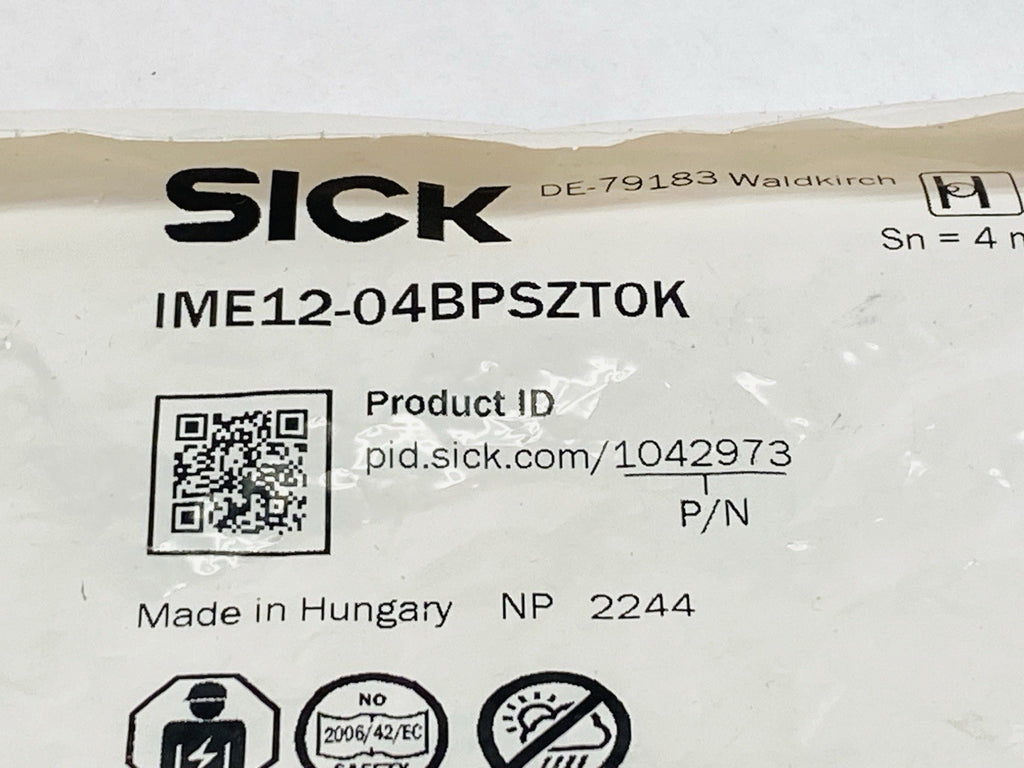 SICK
DE-79183 Waldkirch
Sn = 4 m
IME12-04BPSZT0K
Product ID
pid.sick.com/1042973
P/N
Made in Hungary NP 2244
NO
2006/42/EC
SAFETY